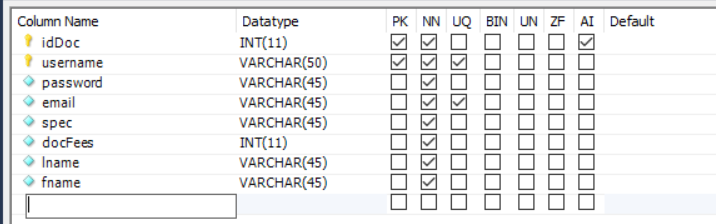 Column Name Datatype PK NN UQ BIN UN ZF AI Default
idDoc INT(11)
username VARCHAR(50)
password VARCHAR(45)
email VARCHAR(45)
spec VARCHAR(45)
docFees INT(11)
lname VARCHAR(45)
fname VARCHAR(45)